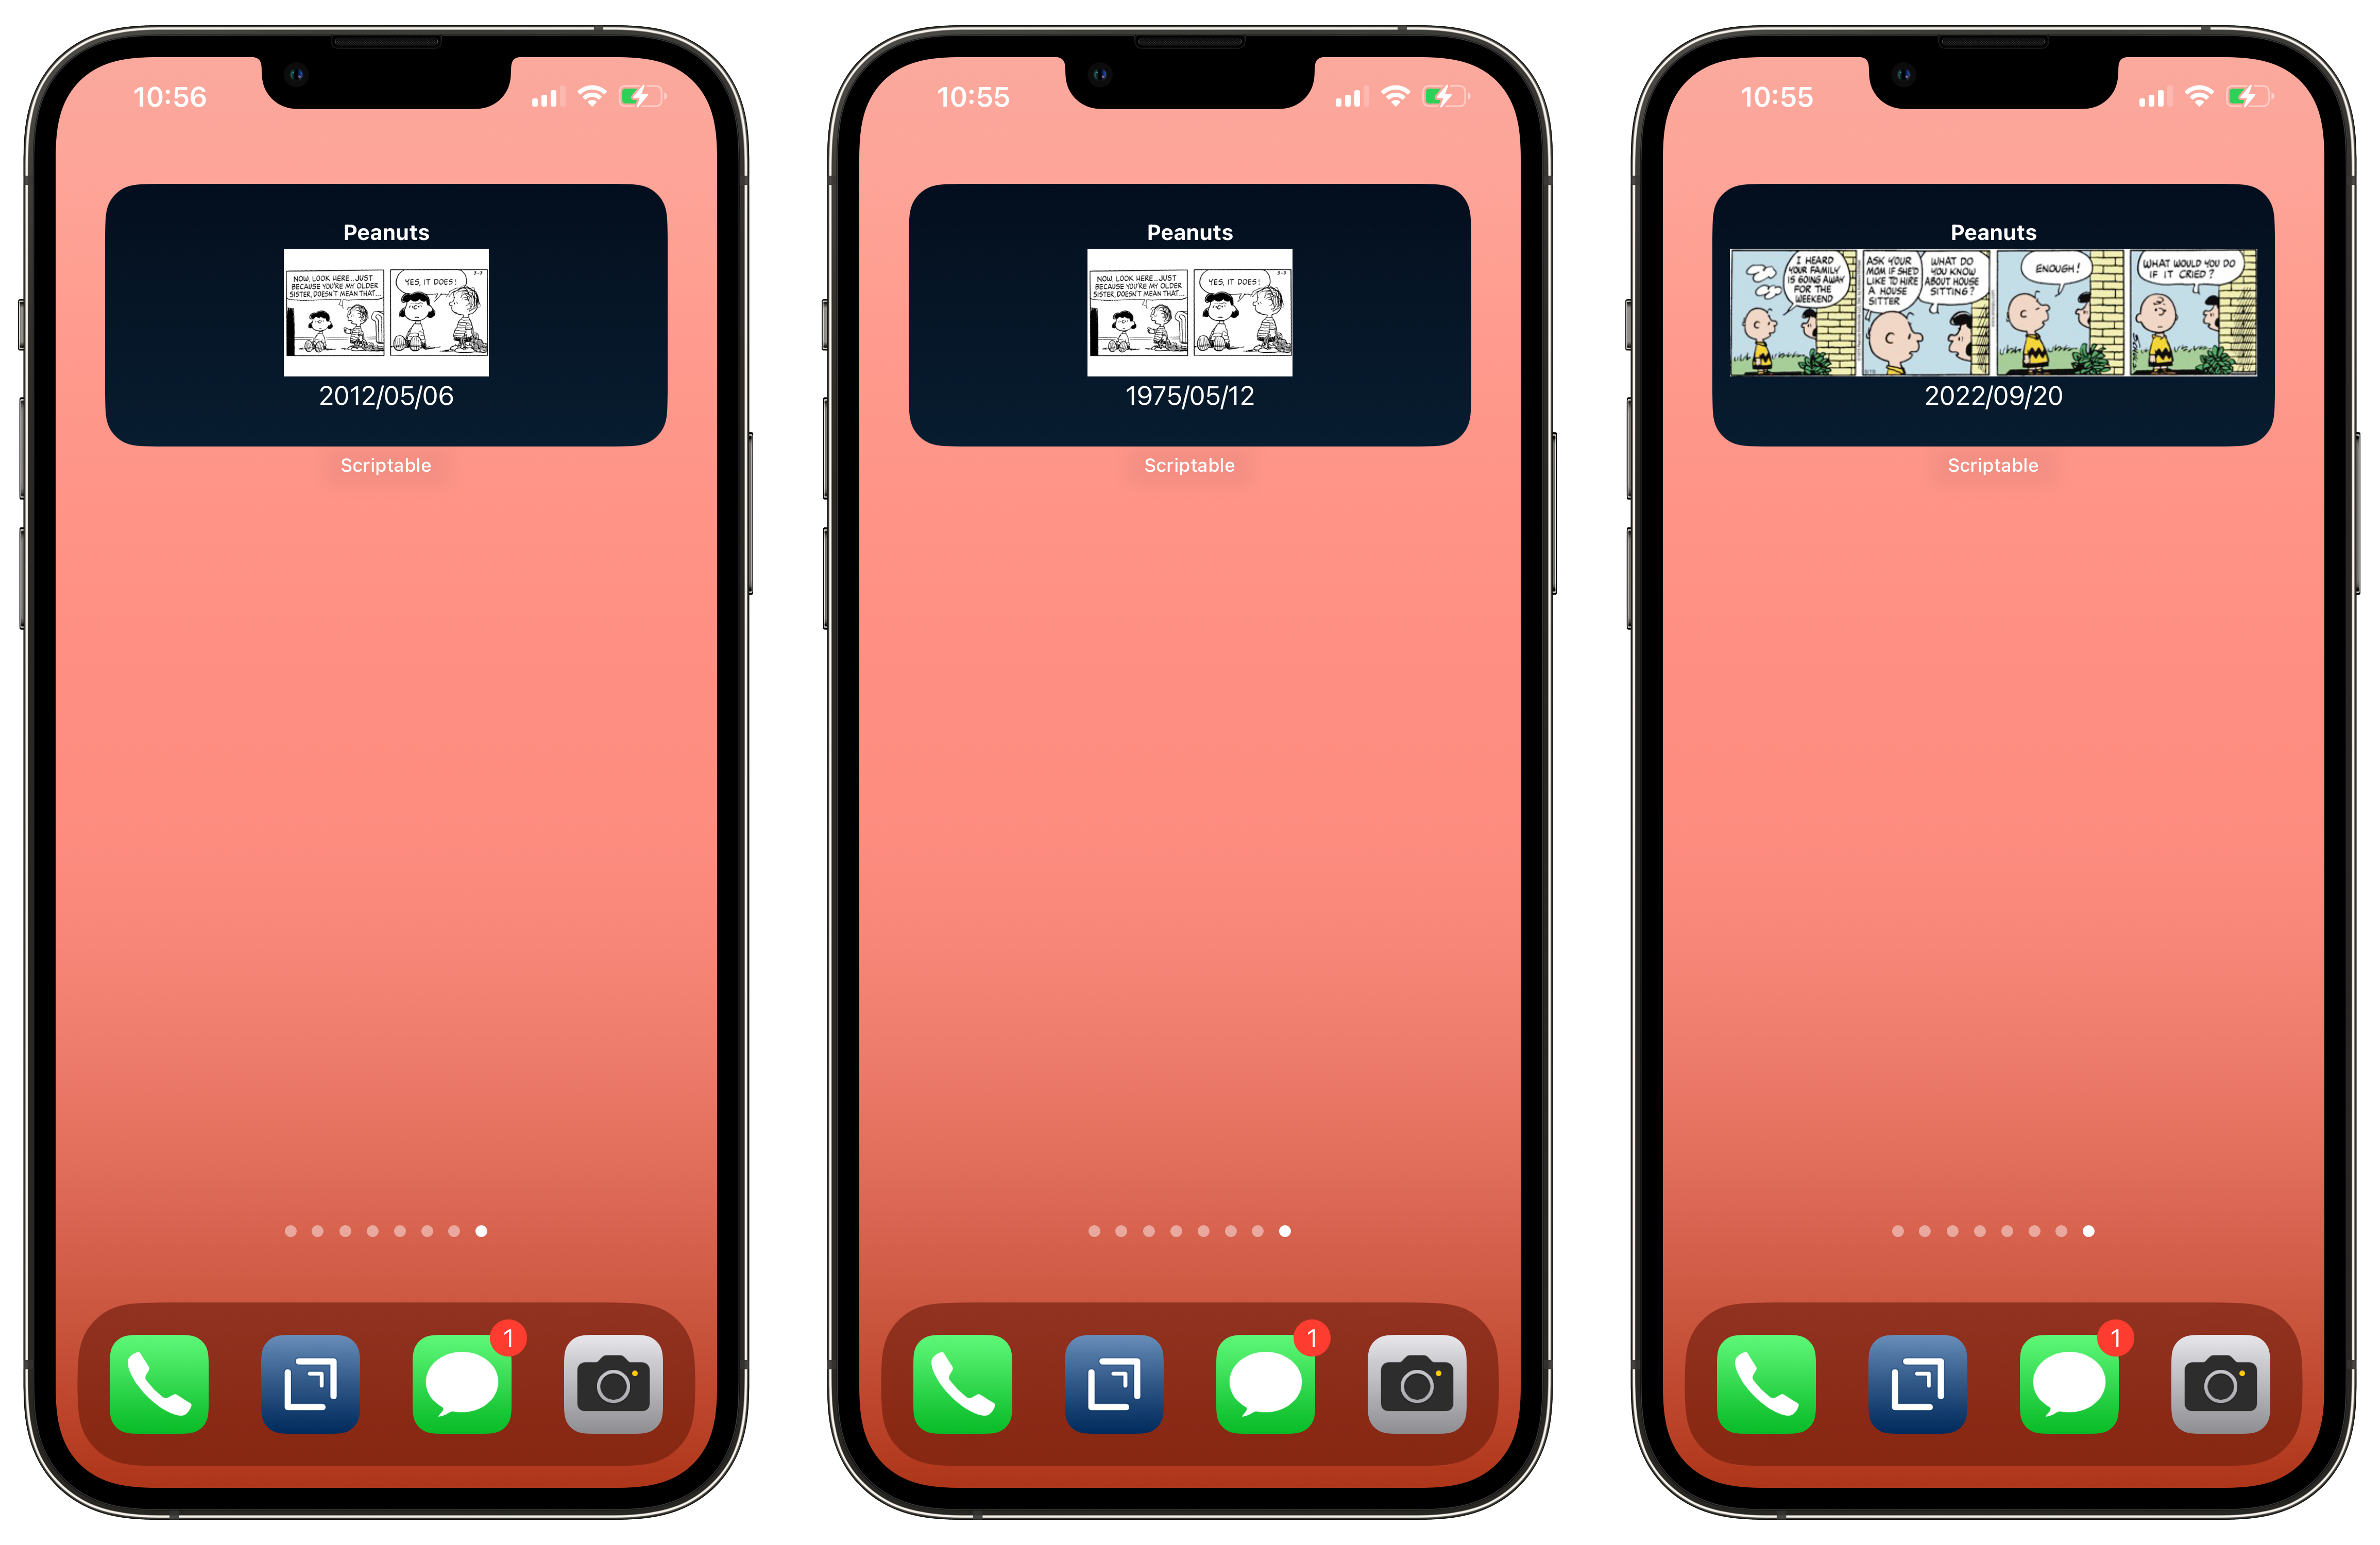 10:56
Peanuts
NOW, LOOK HERE...JUST
BECAUSE YOU'RE MY OLDER
SISTER, DOESN'T MEAN THAT...
YES, IT DOES!
3-3
2012/05/06
Scriptable
1
10:55
Peanuts
NOW, LOOK HERE...JUST
BECAUSE YOU'RE MY OLDER
SISTER, DOESN'T MEAN THAT...
YES, IT DOES!
3-3
1975/05/12
Scriptable
1
10:55
Peanuts
I HEARD
YOUR FAMILY
IS GOING AWAY
FOR THE
WEEKEND
ASK YOUR
MOM IF SHE'D
LIKE TO HIRE
A HOUSE
SITTER
WHAT DO
YOU KNOW
ABOUT HOUSE
SITTING?
ENOUGH!
WHAT WOULD YOU DO
IF IT CRIED?
2022/09/20
Scriptable
1